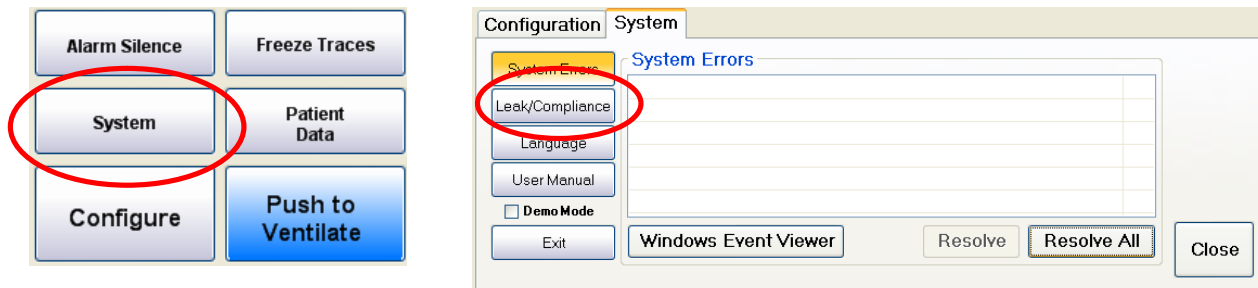 Alarm Silence
Freeze Traces
System
Patient
Data
Configure
Push to
Ventilate
Configuration
System
System Errors
Leak/Compliance
Language
User Manual
Demo Mode
Exit
System Errors
Windows Event Viewer
Resolve
Resolve All
Close